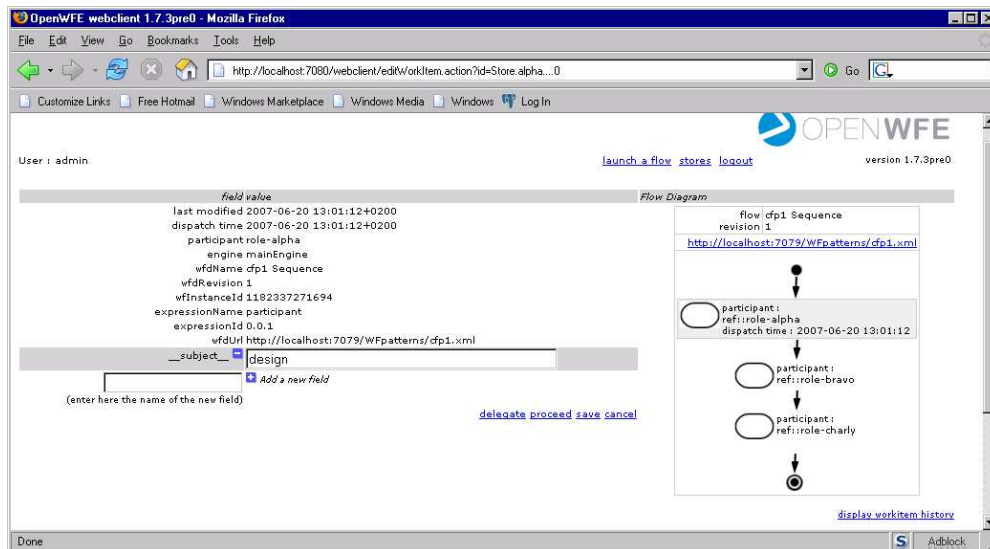 OpenWFE webclient 1.7.3pre0 - Mozilla Firefox
File Edit View Go Bookmarks Tools Help
http://localhost:7080/webclient/editWorkItem.action?id=Store.alpha....0
Go
G
Customize Links Free Hotmail Windows Marketplace Windows Media Windows Log In
OPENWFE
User : admin
launch a flow stores logout
version 1.7.3pre0
field value
last modified 2007-06-20 13:01:12+0200
dispatch time 2007-06-20 13:01:12+0200
participant role-alpha
engine mainEngine
wfdName cfp1 Sequence
wfdRevision 1
wfInstanceId 1182337271694
expressionName participant
expressionId 0.0.1
wfdUrl http://localhost:7079/WFpatterns/cfp1.xml
__subject__ design
Add a new field
(enter here the name of the new field)
delegate proceed save cancel
Flow Diagram
flow cfp1 Sequence
revision 1
http://localhost:7079/WFpatterns/cfp1.xml
participant :
ref::role-alpha
dispatch time : 2007-06-20 13:01:12
participant :
ref::role-bravo
participant :
ref::role-charly
display workitem history
Done
S Adblock